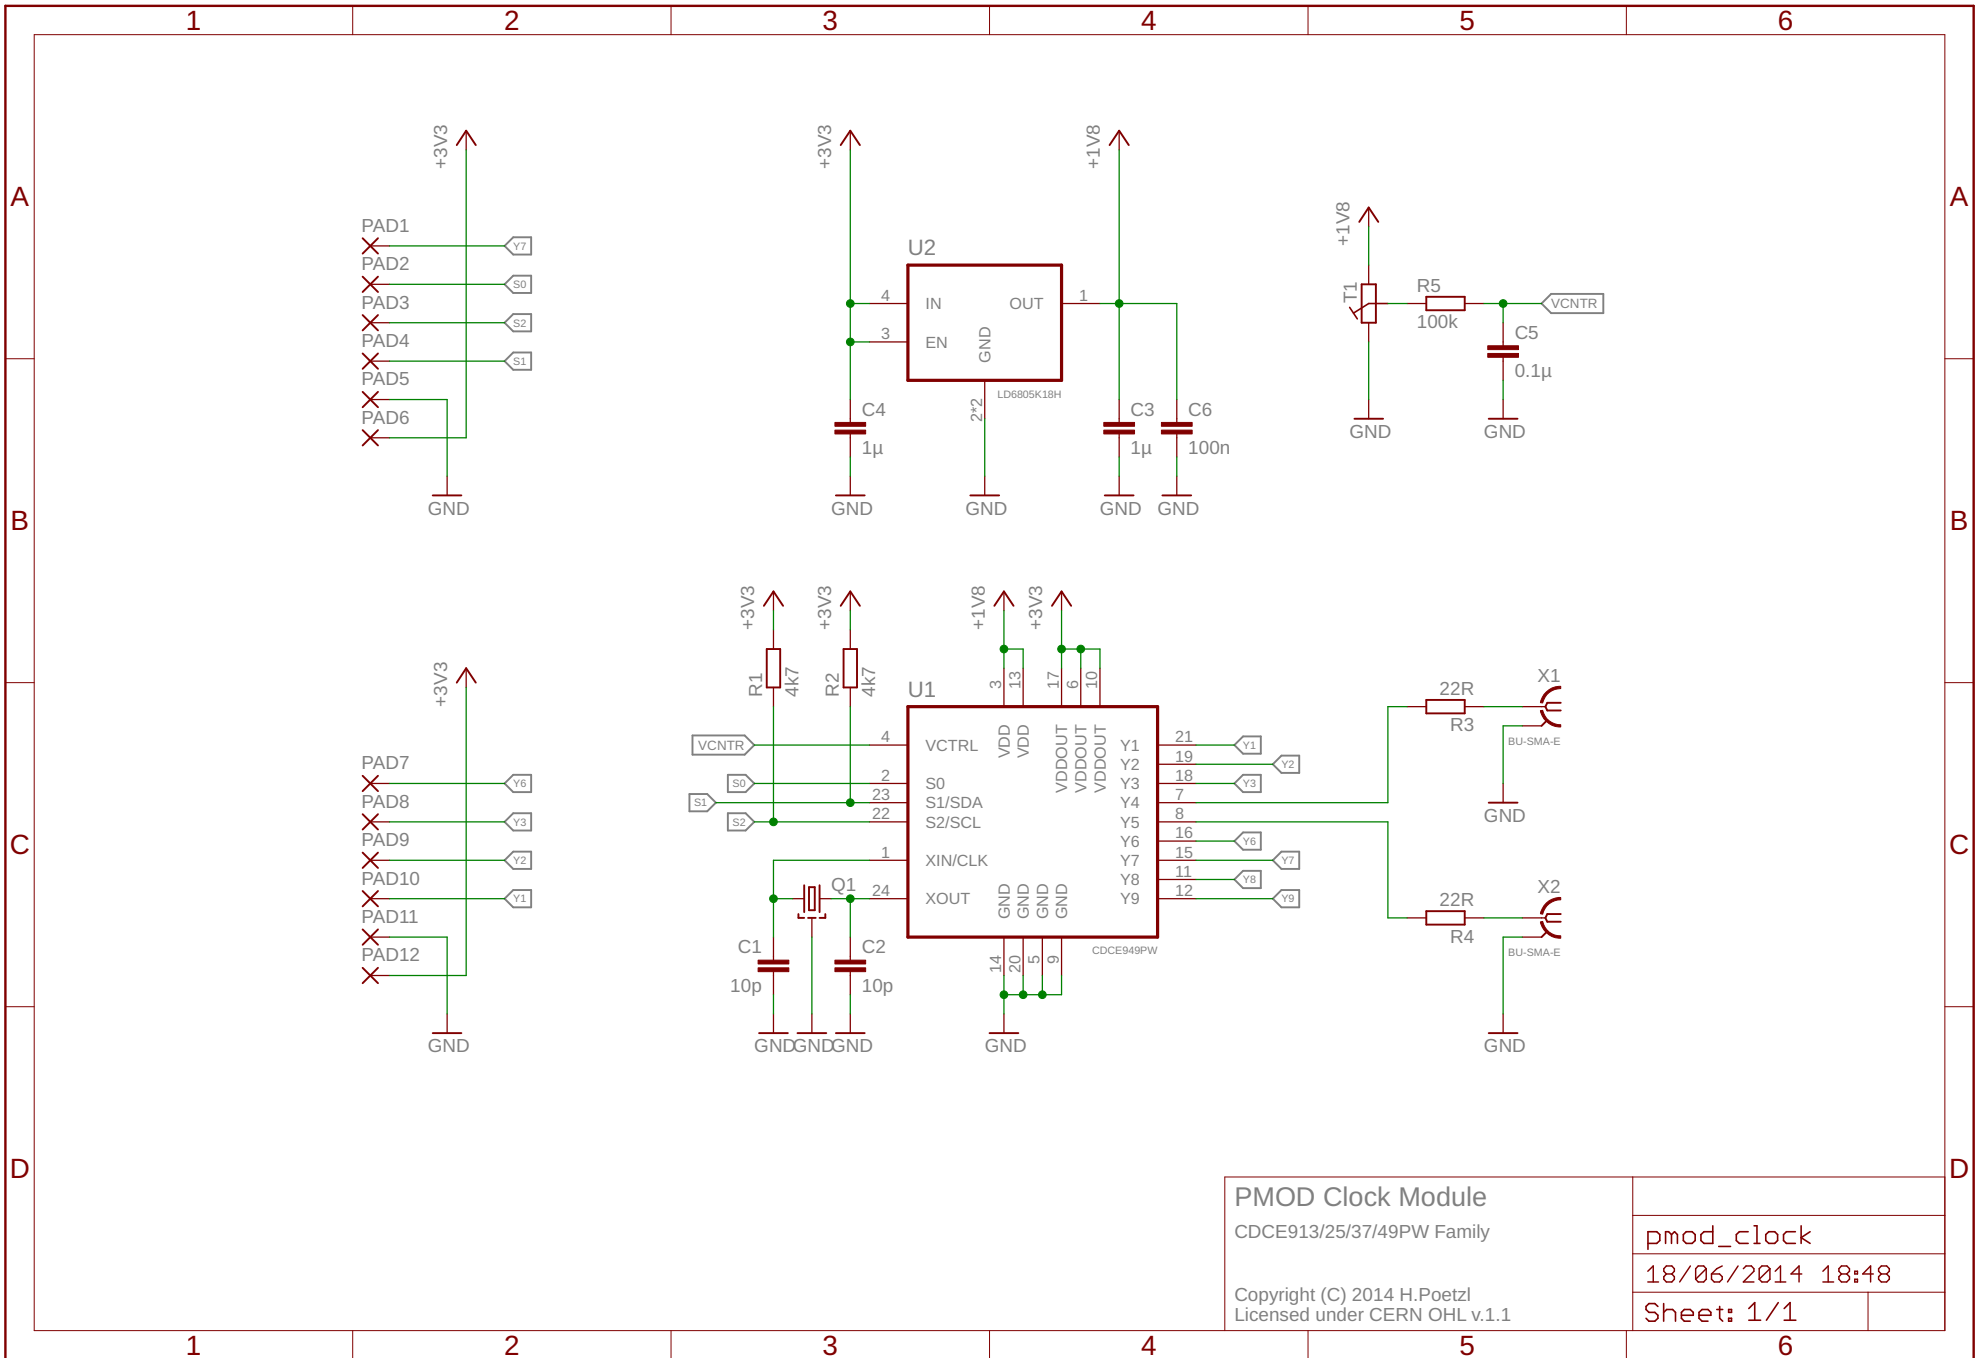 1 2 3 4 5 6
A A
+3V3
PAD1 Y7
PAD2 S0
PAD3 S2
PAD4 S1
PAD5
PAD6
GND
+3V3
+1V8
U2
4 IN OUT 1
3 EN GND
LD6805K18H
2*2
C4
1µ
C3
1µ
C6
100n
GND GND GND GND
+1V8
T1
R5
100k
VCNTR
C5
0.1µ
GND GND
B B
+3V3
PAD7 Y6
PAD8 Y3
PAD9 Y2
PAD10 Y1
PAD11
PAD12
GND
+3V3 +3V3
R1 4k7
R2 4k7
+1V8 +3V3
3 13 17 6 10
U1
VDD VDD VDDOUT VDDOUT VDDOUT
VCNTR 4 VCTRL
S0 2 S0
S1 23 S1/SDA
S2 22 S2/SCL
1 XIN/CLK
24 XOUT
Y1 21 Y1
Y2 19 Y2
Y3 18 Y3
Y4 7
Y5 8
Y6 16 Y6
Y7 15 Y7
Y8 11 Y8
Y9 12 Y9
GND GND GND GND
14 20 5 9
CDCE949PW
Q1
C1
10p
C2
10p
GND GND GND GND
22R
R3
X1
BU-SMA-E
GND
22R
R4
X2
BU-SMA-E
GND
C C
D D
PMOD Clock Module
CDCE913/25/37/49PW Family
Copyright (C) 2014 H.Poetzl
Licensed under CERN OHL v.1.1
pmod_clock
18/06/2014 18:48
Sheet: 1/1
1 2 3 4 5 6